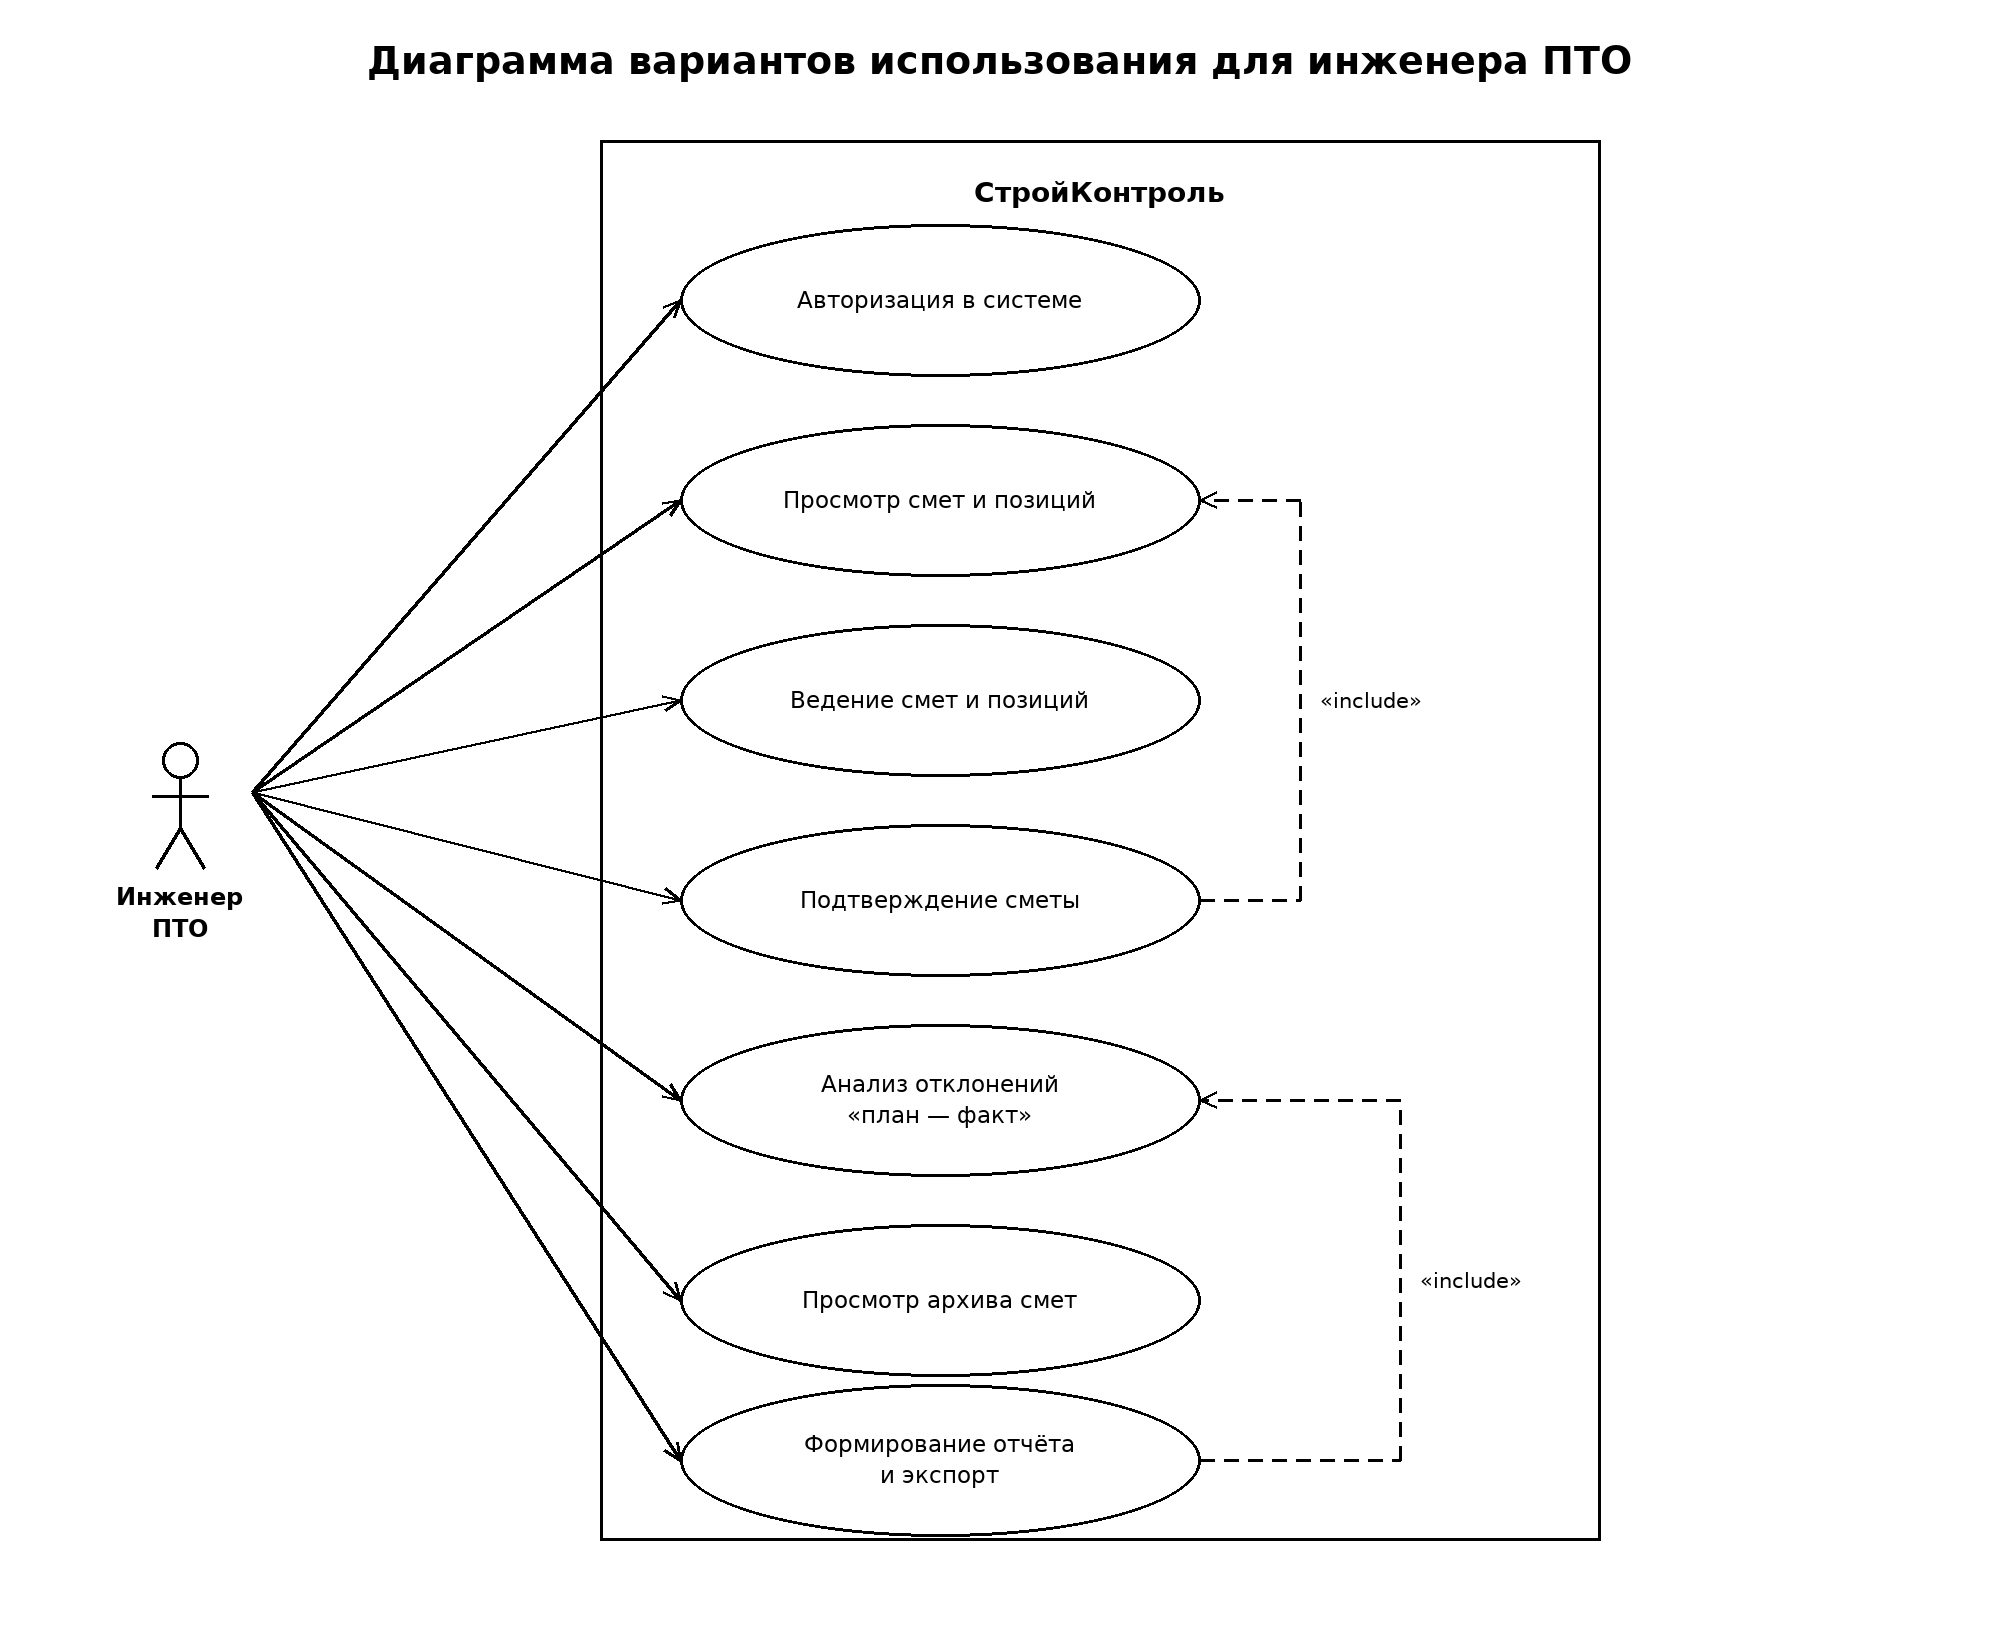 Диаграмма вариантов использования для инженера ПТО
СтройКонтроль
Авторизация в системе
Просмотр смет и позиций
Ведение смет и позиций
«include»
Инженер
ПТО
Подтверждение сметы
Анализ отклонений
«план — факт»
Просмотр архива смет
«include»
Формирование отчёта
и экспорт